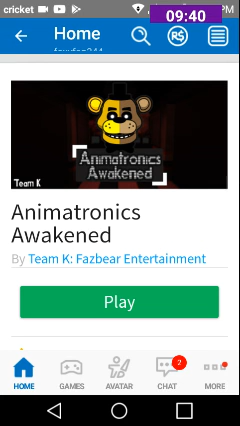 cricket
09:40
PM
Home
R$
Animatronics
Awakened
Team K
Animatronics
Awakened
By Team K: Fazbear Entertainment
Play
2
HOME
GAMES
AVATAR
CHAT
MORE